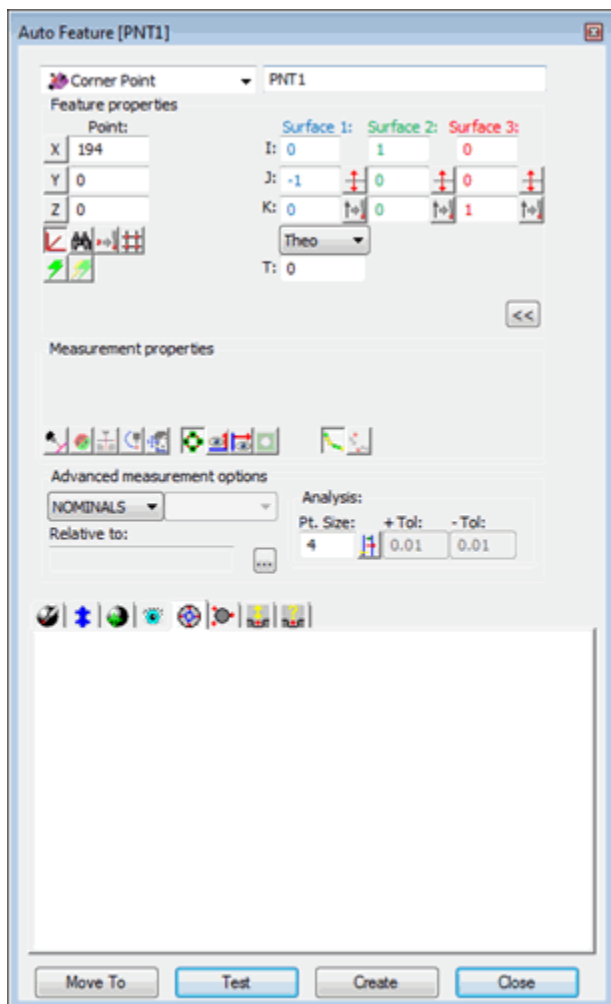 Auto Feature [PNT1]
Corner Point PNT1
Feature properties
Point: Surface 1: Surface 2: Surface 3:
X 194 I: 0 1 0
Y 0 J: -1 0 0
Z 0 K: 0 0 1
Theo
T: 0
<<
Measurement properties
Advanced measurement options
NOMINALS Analysis:
Pt. Size: +Tol: -Tol:
Relative to: 4 0.01 0.01
...
Move To Test Create Close